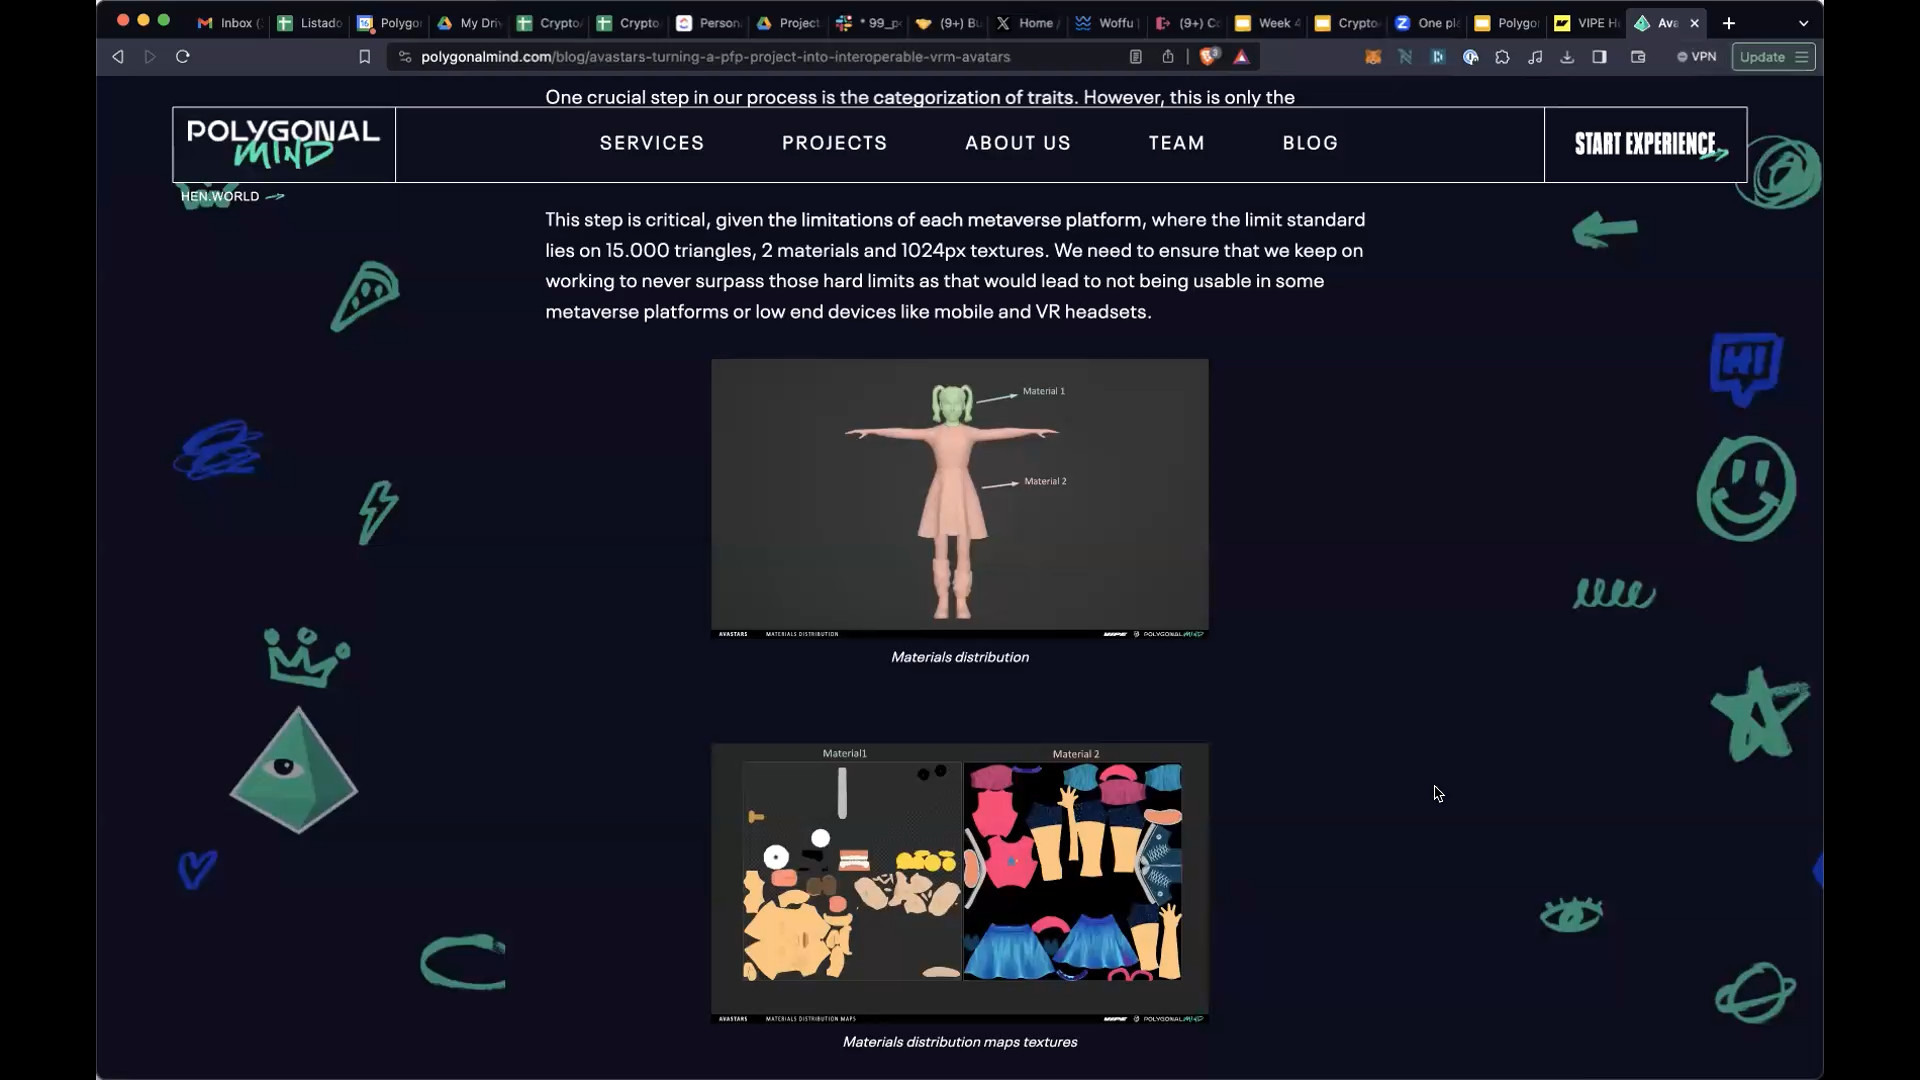 Inbox (
Listado
Polygo
My Driv
Crypto/
Crypto
Person
Project
* 99_p
(9+) Bu
Home /
Woffu
(9+) C
Week 4
Crypto
One pl
Polygo
VIPE H
Ava
polygonalmind.com/blog/avastars-turning-a-pfp-project-into-interoperable-vrm-avatars
3
VPN
Update
One crucial step in our process is the categorization of traits. However, this is only the
POLYGONAL
MIND
SERVICES
PROJECTS
ABOUT US
TEAM
BLOG
START EXPERIENCE
HEN.WORLD
This step is critical, given the limitations of each metaverse platform, where the limit standard
lies on 15.000 triangles, 2 materials and 1024px textures. We need to ensure that we keep on
working to never surpass those hard limits as that would lead to not being usable in some
metaverse platforms or low end devices like mobile and VR headsets.
HI
Material 1
Material 2
AVASTARS MATERIALS DISTRIBUTION VIPE POLYGONAL MIND
Materials distribution
Material1
Material 2
AVASTARS MATERIALS DISTRIBUTION MAPS VIPE POLYGONAL MIND
Materials distribution maps textures